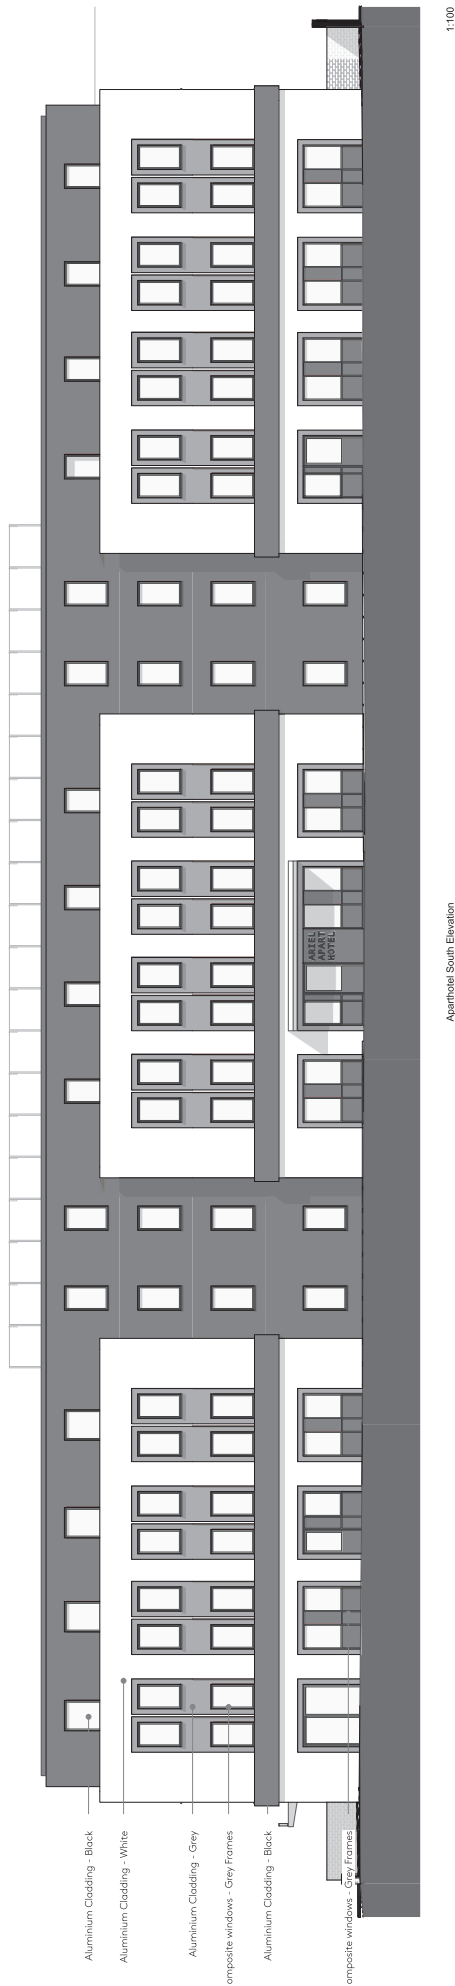 Aluminium Cladding - Black
Aluminium Cladding - White
Aluminium Cladding - Grey
omposite windows - Grey Frames
Aluminium Cladding - Black
omposite windows - Grey Frames
ARIEL
APART
HOTEL
Aparthotel South Elevation
1:100